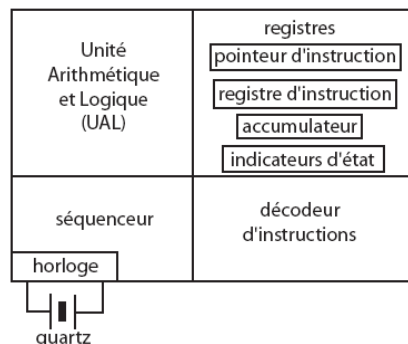 Unité
Arithmétique
et Logique
(UAL)
registres
pointeur d'instruction
registre d'instruction
accumulateur
indicateurs d'état
séquenceur
décodeur
d'instructions
horloge
quartz